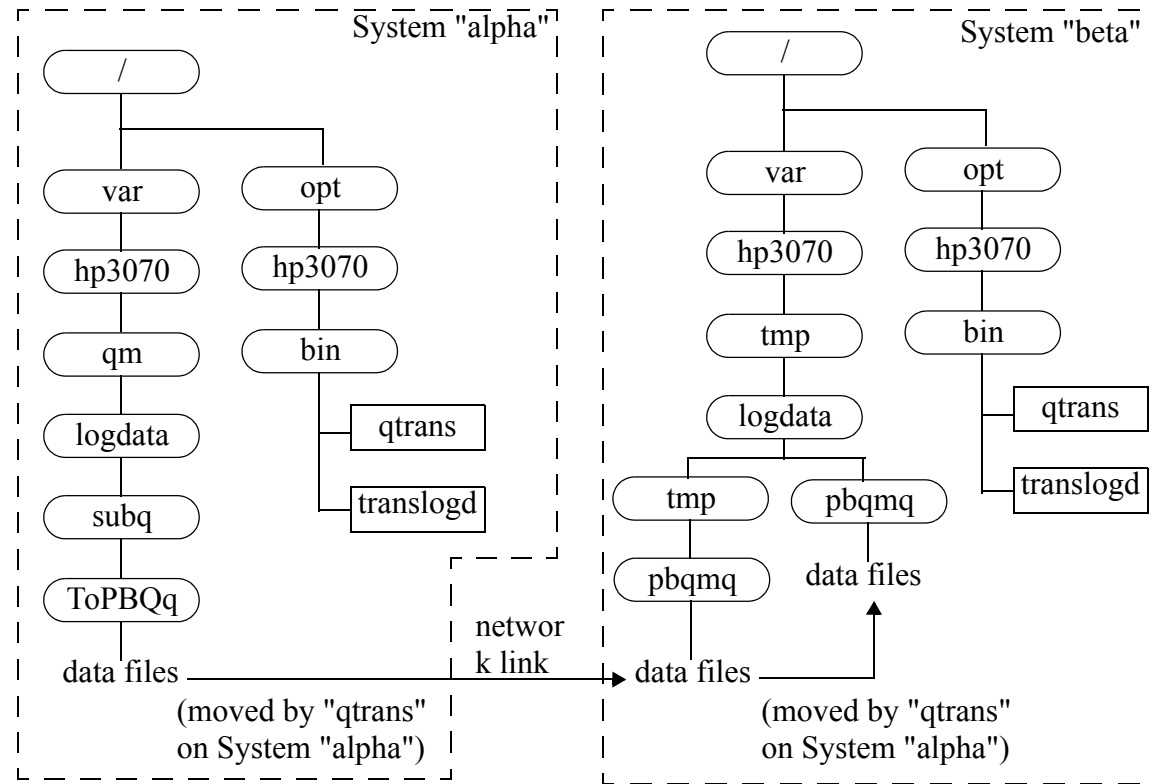 System "alpha"
/
var
opt
hp3070
hp3070
qm
bin
logdata
qtrans
subq
translogd
ToPBQq
data files
(moved by "qtrans"
on System "alpha")
networ
k link
System "beta"
/
var
opt
hp3070
hp3070
tmp
bin
logdata
qtrans
tmp
pbqmq
translogd
pbqmq
data files
data files
(moved by "qtrans"
on System "alpha")